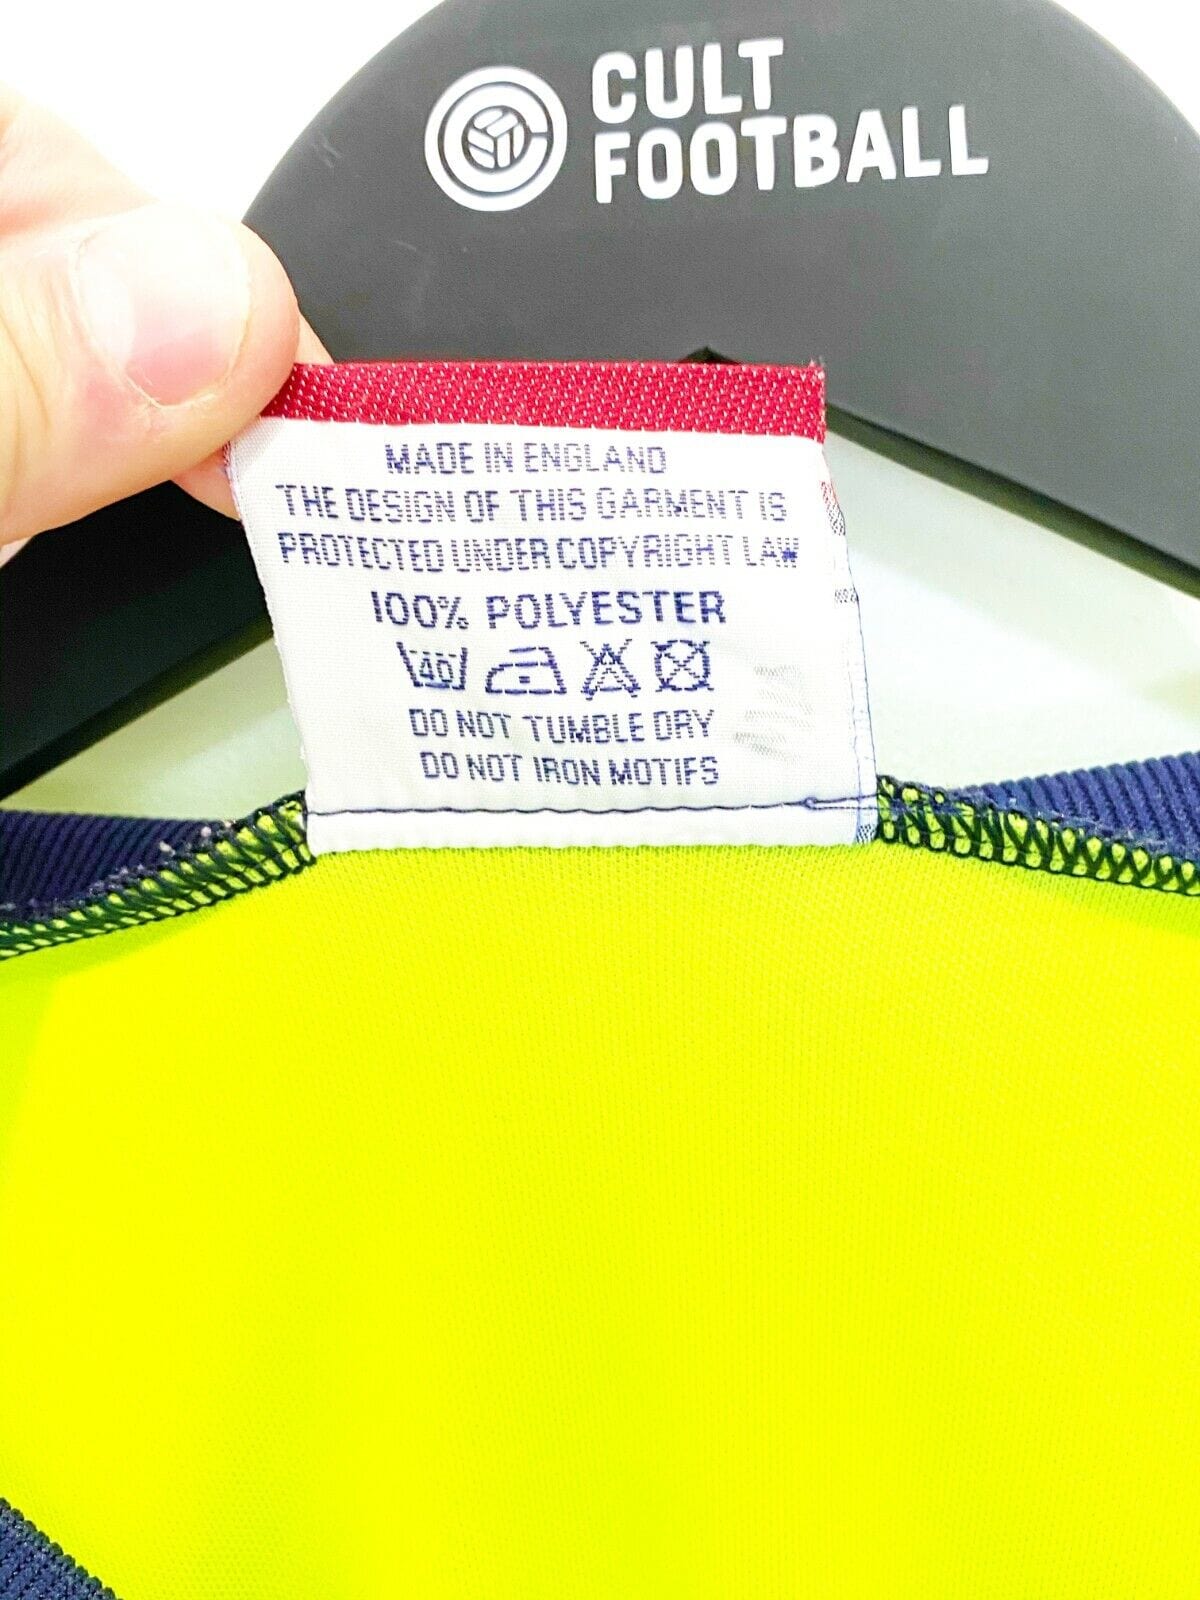 CULT
FOOTBALL
MADE IN ENGLAND
THE DESIGN OF THIS GARMENT IS
PROTECTED UNDER COPYRIGHT LAW
100% POLYESTER
40
DO NOT TUMBLE DRY
DO NOT IRON MOTIFS